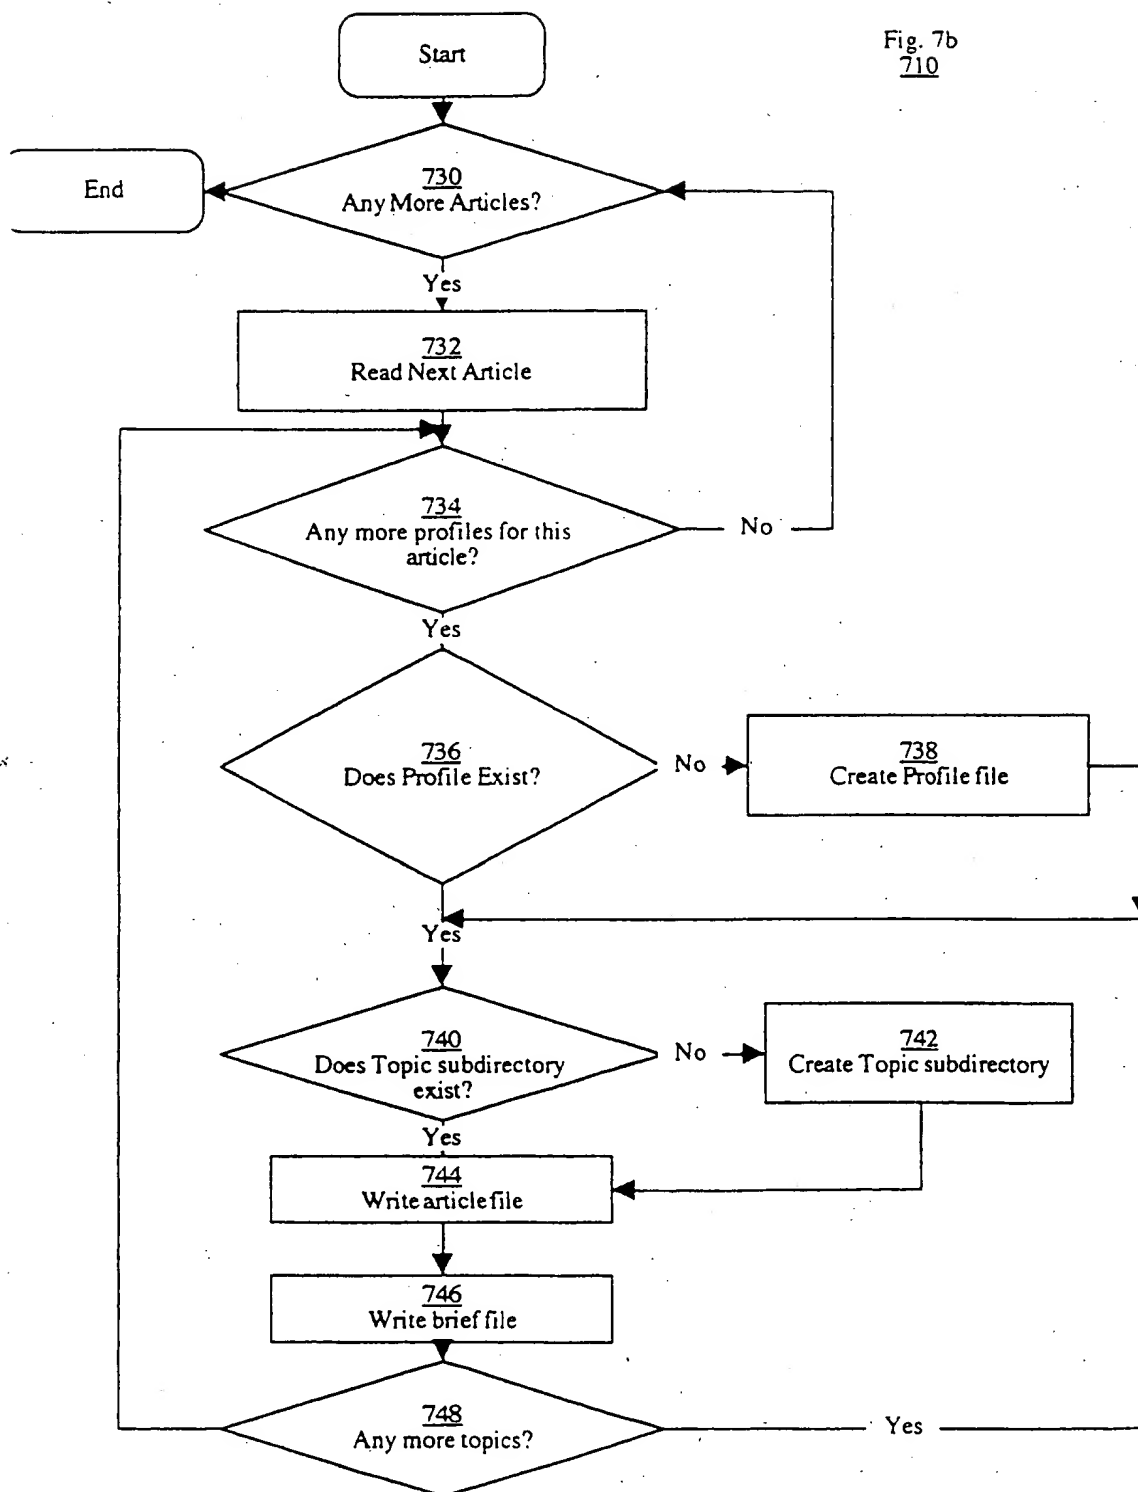 Fig. 7b
710
Start
End
730
Any More Articles?
Yes
732
Read Next Article
734
Any more profiles for this
article?
No
Yes
736
Does Profile Exist?
No
738
Create Profile file
Yes
740
Does Topic subdirectory
exist?
No
742
Create Topic subdirectory
Yes
744
Write article file
746
Write brief file
748
Any more topics?
Yes